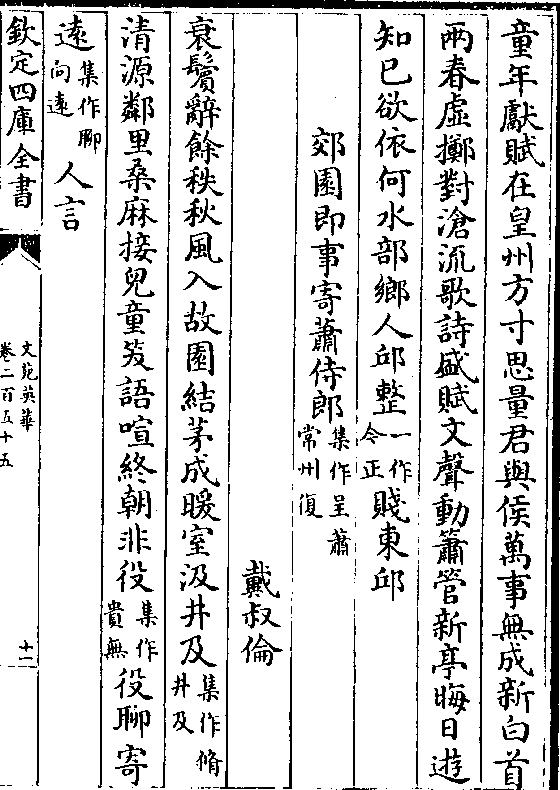 童年獻賦在皇州方寸思量君與侯萬事無成新白首
兩春虛擲對滄流歌詩盛賦文聲動簫管新亭晦日遊
知已欲依何水部鄉人邱整一作令正賤東邱
郊園即事寄蕭侍郎集作呈蕭常州復
戴叔倫
衰鬢辭餘秩秋風入故園結茅成暖室汲井及集作脩井及
清源鄰里桑麻接兒童笑語喧終朝非役集作貴無役聊寄
遠集作聊向遠人言
欽定四庫全書
文苑英華
卷二百五十五
十一